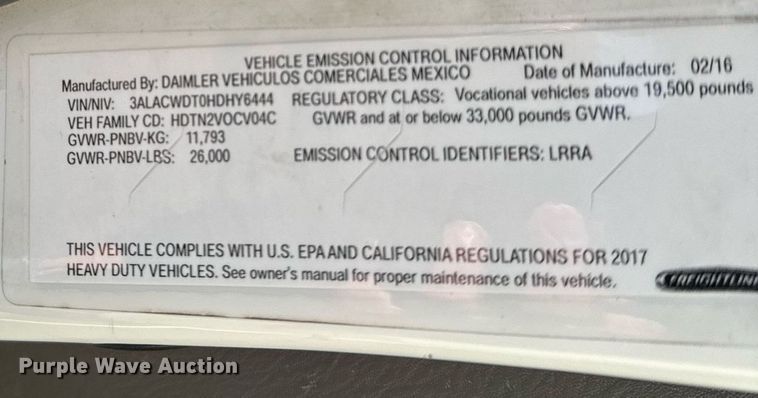 VEHICLE EMISSION CONTROL INFORMATION
Manufactured By: DAIMLER VEHICULOS COMERCIALES MEXICO Date of Manufacture: 02/16
VIN/NIV: 3ALACWDT0HDHY6444 REGULATORY CLASS: Vocational vehicles above 19,500 pounds
VEH FAMILY CD: HDTN2VOCV04C GVWR and at or below 33,000 pounds GVWR.
GVWR-PNBV-KG: 11,793
GVWR-PNBV-LBS: 26,000 EMISSION CONTROL IDENTIFIERS: LRRA
THIS VEHICLE COMPLIES WITH U.S. EPA AND CALIFORNIA REGULATIONS FOR 2017
HEAVY DUTY VEHICLES. See owner's manual for proper maintenance of this vehicle.
FREIGHTLIN
Purple Wave Auction